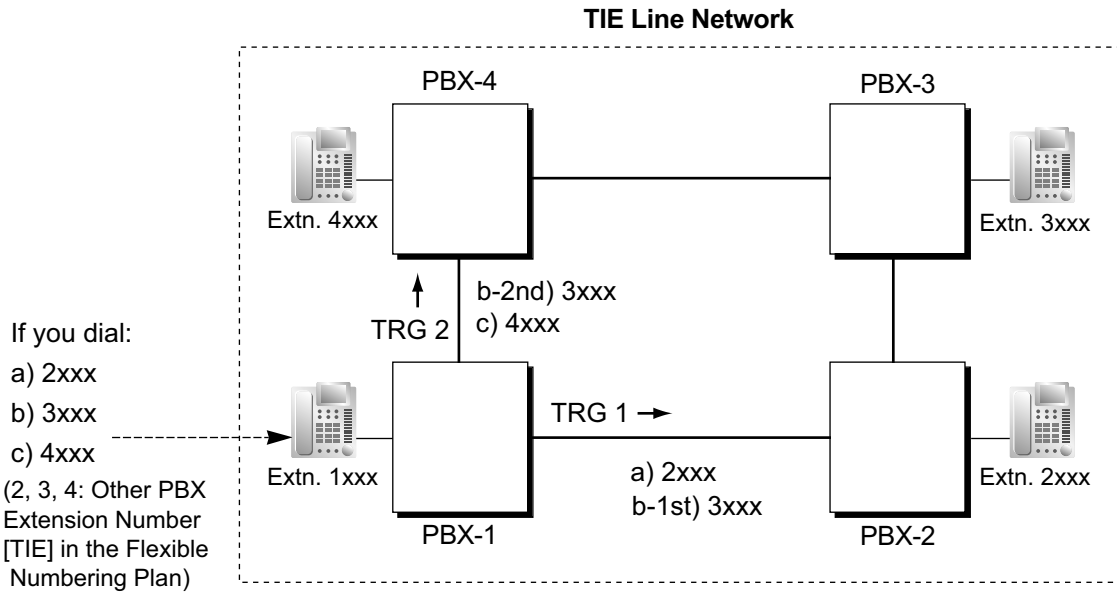 TIE Line Network
PBX-4
PBX-3
Extn. 4xxx
Extn. 3xxx
b-2nd) 3xxx
TRG 2
c) 4xxx
If you dial:
a) 2xxx
b) 3xxx
c) 4xxx
(2, 3, 4: Other PBX
Extension Number
[TIE] in the Flexible
Numbering Plan)
Extn. 1xxx
TRG 1
a) 2xxx
b-1st) 3xxx
Extn. 2xxx
PBX-1
PBX-2